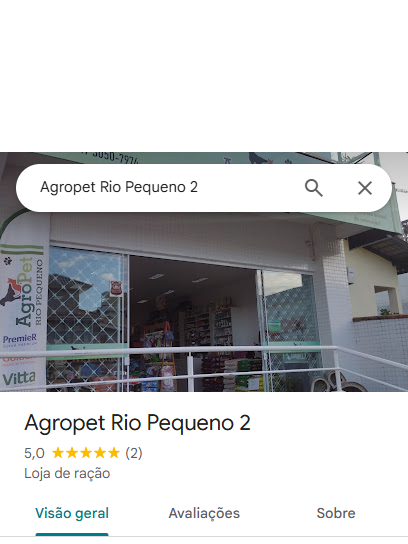 3050-7974
Agropet Rio Pequeno 2
AgroPet
RIO PEQUENO
PremieR
Vitta
Agropet Rio Pequeno 2
5,0 (2)
Loja de ração
Visão geral Avaliações Sobre